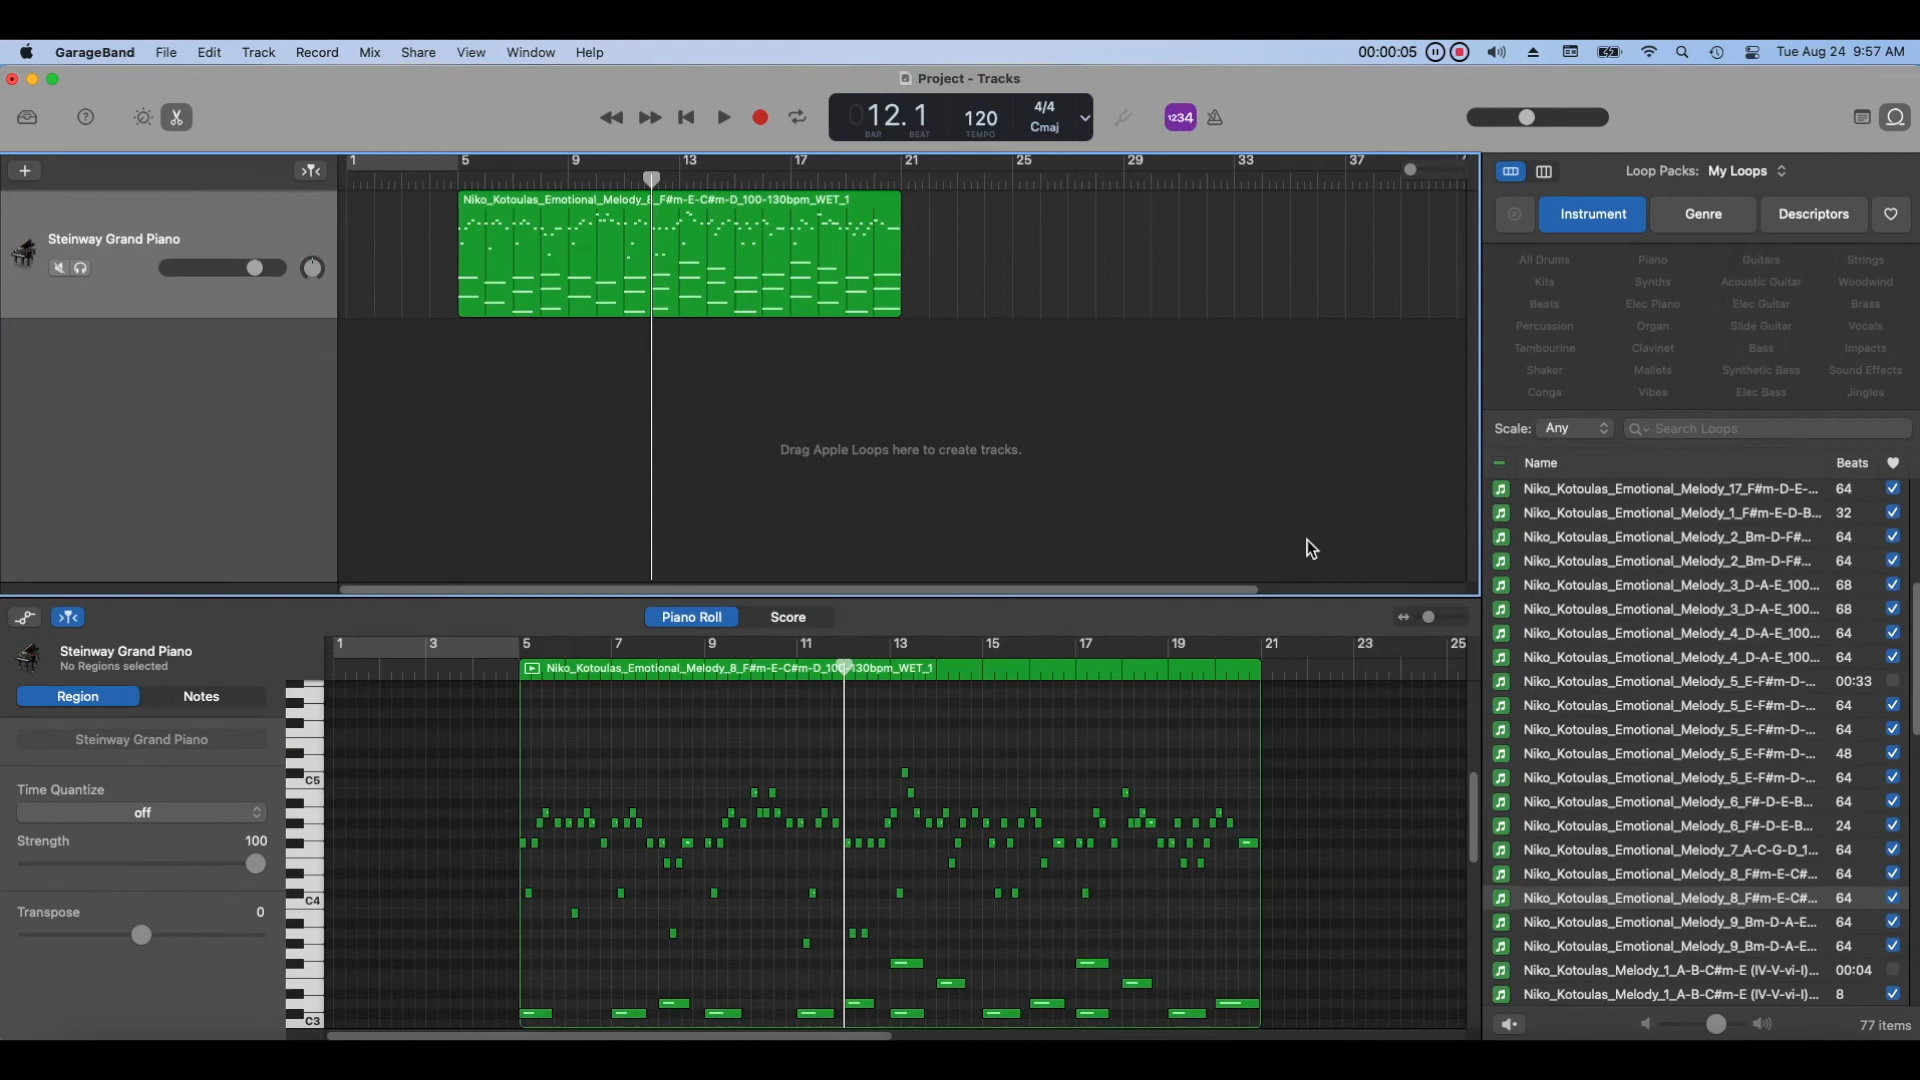 GarageBand File Edit Track Record Mix Share View Window Help 00:00:05 Tue Aug 24 9:57 AM
Project - Tracks
012.1 120 4/4
BAR BEAT TEMPO Cmaj
1234
1 5 9 13 17 21 25 29 33 37
Niko_Kotoulas_Emotional_Melody_8_F#m-E-C#m-D_100-130bpm_WET_1
Steinway Grand Piano
Drag Apple Loops here to create tracks.
Loop Packs: My Loops
Instrument Genre Descriptors
All Drums Piano Guitars Strings
Kits Synths Acoustic Guitar Woodwind
Beats Elec Piano Elec Guitar Brass
Percussion Organ Slide Guitar Vocals
Tambourine Clavinet Bass Impacts
Shaker Mallets Synthetic Bass Sound Effects
Conga Vibes Elec Bass Jingles
Scale: Any Search Loops
Name Beats
Niko_Kotoulas_Emotional_Melody_17_F#m-D-E-... 64
Niko_Kotoulas_Emotional_Melody_1_F#m-E-D-B... 32
Niko_Kotoulas_Emotional_Melody_2_Bm-D-F#... 64
Niko_Kotoulas_Emotional_Melody_2_Bm-D-F#... 64
Niko_Kotoulas_Emotional_Melody_3_D-A-E_100... 68
Niko_Kotoulas_Emotional_Melody_3_D-A-E_100... 68
Niko_Kotoulas_Emotional_Melody_4_D-A-E_100... 64
Niko_Kotoulas_Emotional_Melody_4_D-A-E_100... 64
Niko_Kotoulas_Emotional_Melody_5_E-F#m-D-... 00:33
Niko_Kotoulas_Emotional_Melody_5_E-F#m-D-... 64
Niko_Kotoulas_Emotional_Melody_5_E-F#m-D-... 64
Niko_Kotoulas_Emotional_Melody_5_E-F#m-D-... 48
Niko_Kotoulas_Emotional_Melody_5_E-F#m-D-... 64
Niko_Kotoulas_Emotional_Melody_6_F#-D-E-B... 64
Niko_Kotoulas_Emotional_Melody_6_F#-D-E-B... 24
Niko_Kotoulas_Emotional_Melody_7_A-C-G-D_1... 64
Niko_Kotoulas_Emotional_Melody_8_F#m-E-C#... 64
Niko_Kotoulas_Emotional_Melody_8_F#m-E-C#... 64
Niko_Kotoulas_Emotional_Melody_9_Bm-D-A-E... 64
Niko_Kotoulas_Emotional_Melody_9_Bm-D-A-E... 64
Niko_Kotoulas_Melody_1_A-B-C#m-E (IV-V-vi-I)... 00:04
Niko_Kotoulas_Melody_1_A-B-C#m-E (IV-V-vi-I)... 8
77 items
Piano Roll Score
Steinway Grand Piano
No Regions selected
Region Notes
Steinway Grand Piano
Time Quantize
off
Strength 100
Transpose 0
1 3 5 7 9 11 13 15 17 19 21 23 25
Niko_Kotoulas_Emotional_Melody_8_F#m-E-C#m-D_100-130bpm_WET_1
C5
C4
C3